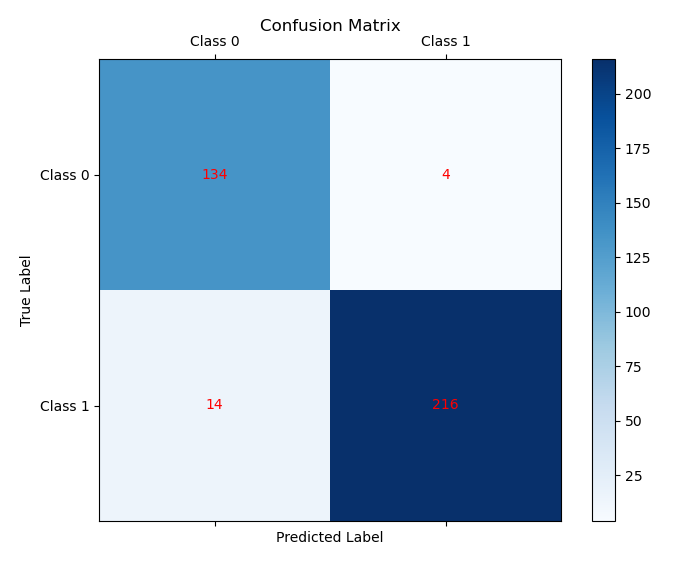 Confusion Matrix
Class 0 Class 1
200
175
150
125
100
75
50
25
True Label
Class 0 134 4
Class 1 14 216
Predicted Label